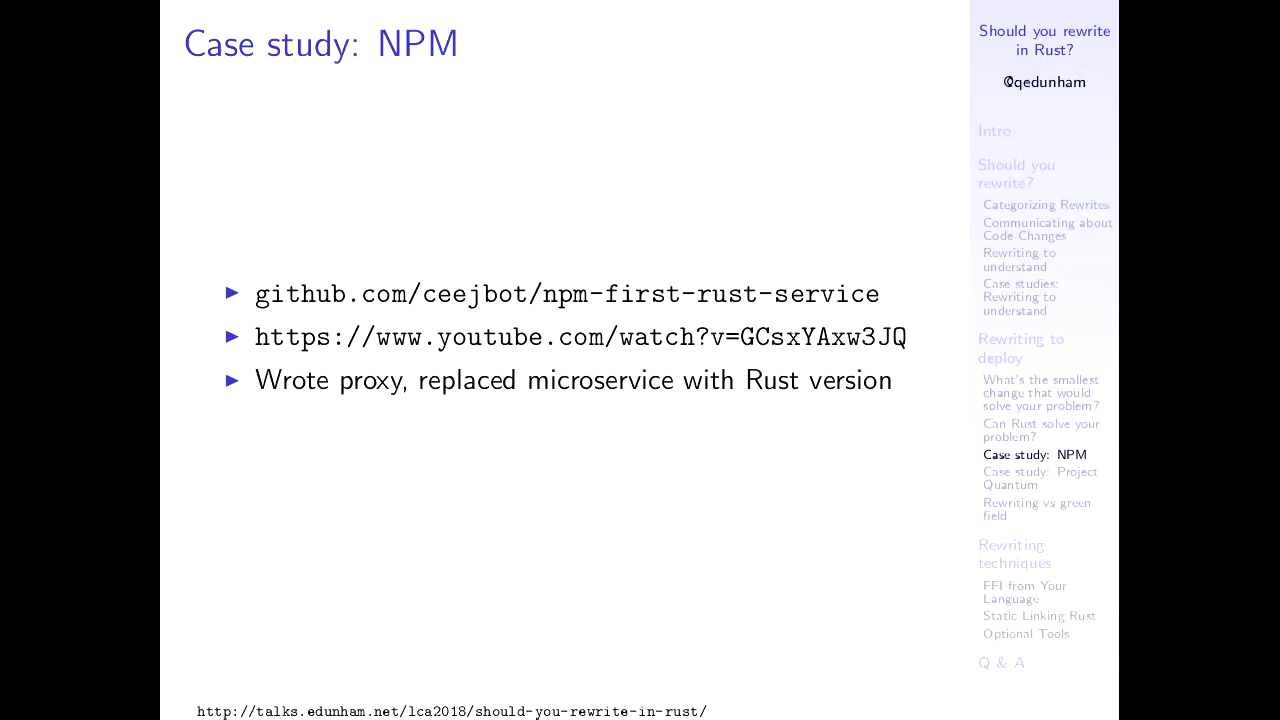 Case study: NPM
github.com/ceejbot/npm-first-rust-service
https://www.youtube.com/watch?v=GCsxYAxw3JQ
Wrote proxy, replaced microservice with Rust version
http://talks.edunham.net/lca2018/should-you-rewrite-in-rust/
Should you rewrite
in Rust?
@qedunham
Intro
Should you
rewrite?
Categorizing Rewrites
Communicating about
Code Changes
Rewriting to
understand
Case studies:
Rewriting to
understand
Rewriting to
deploy
What's the smallest
change that would
solve your problem?
Can Rust solve your
problem?
Case study: NPM
Case study: Project
Quantum
Rewriting vs green
field
Rewriting
techniques
FFI from Your
Language
Static Linking Rust
Optional Tools
Q & A